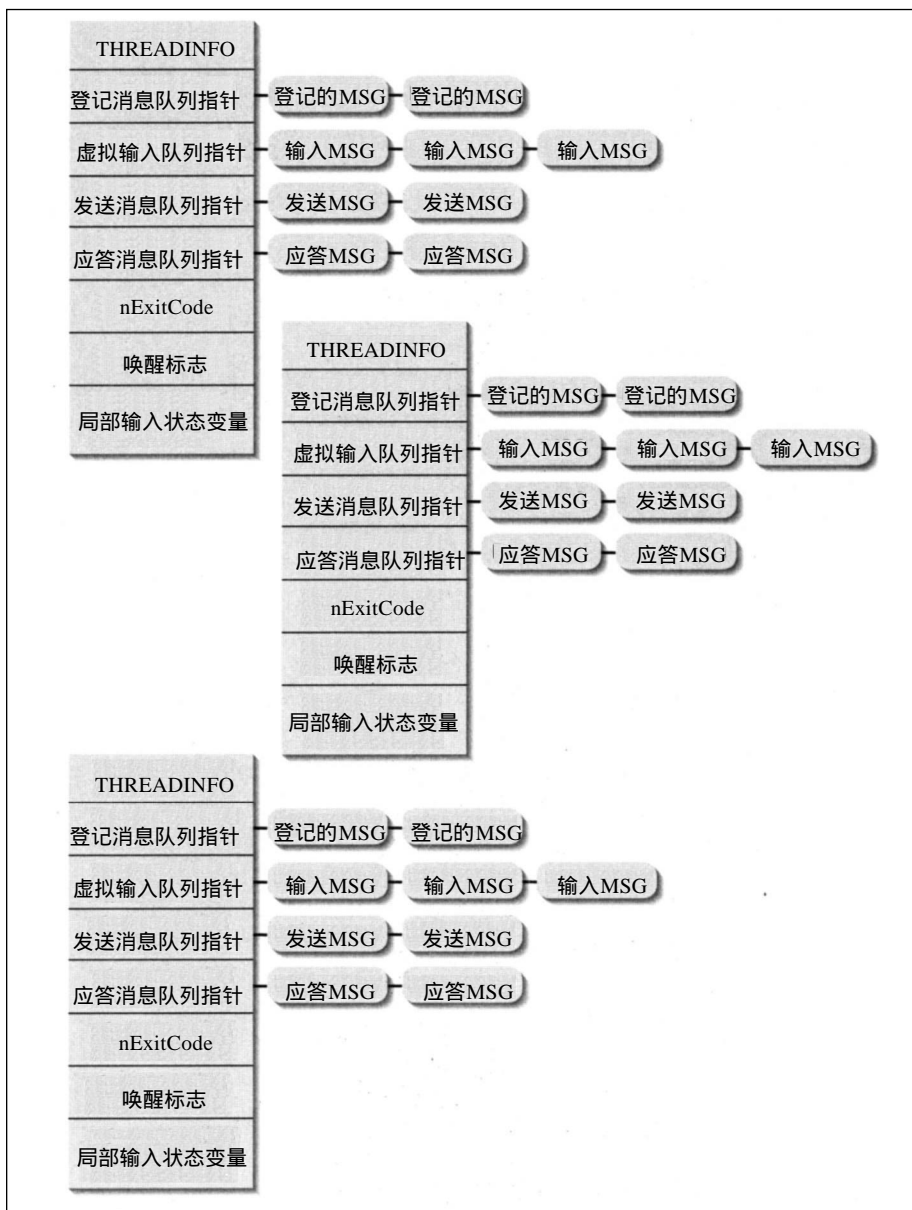 THREADINFO
登记消息队列指针 登记的MSG 登记的MSG
虚拟输入队列指针 输入MSG 输入MSG 输入MSG
发送消息队列指针 发送MSG 发送MSG
应答消息队列指针 应答MSG 应答MSG
nExitCode
唤醒标志
局部输入状态变量
THREADINFO
登记消息队列指针 登记的MSG 登记的MSG
虚拟输入队列指针 输入MSG 输入MSG 输入MSG
发送消息队列指针 发送MSG 发送MSG
应答消息队列指针 应答MSG 应答MSG
nExitCode
唤醒标志
局部输入状态变量
THREADINFO
登记消息队列指针 登记的MSG 登记的MSG
虚拟输入队列指针 输入MSG 输入MSG 输入MSG
发送消息队列指针 发送MSG 发送MSG
应答消息队列指针 应答MSG 应答MSG
nExitCode
唤醒标志
局部输入状态变量